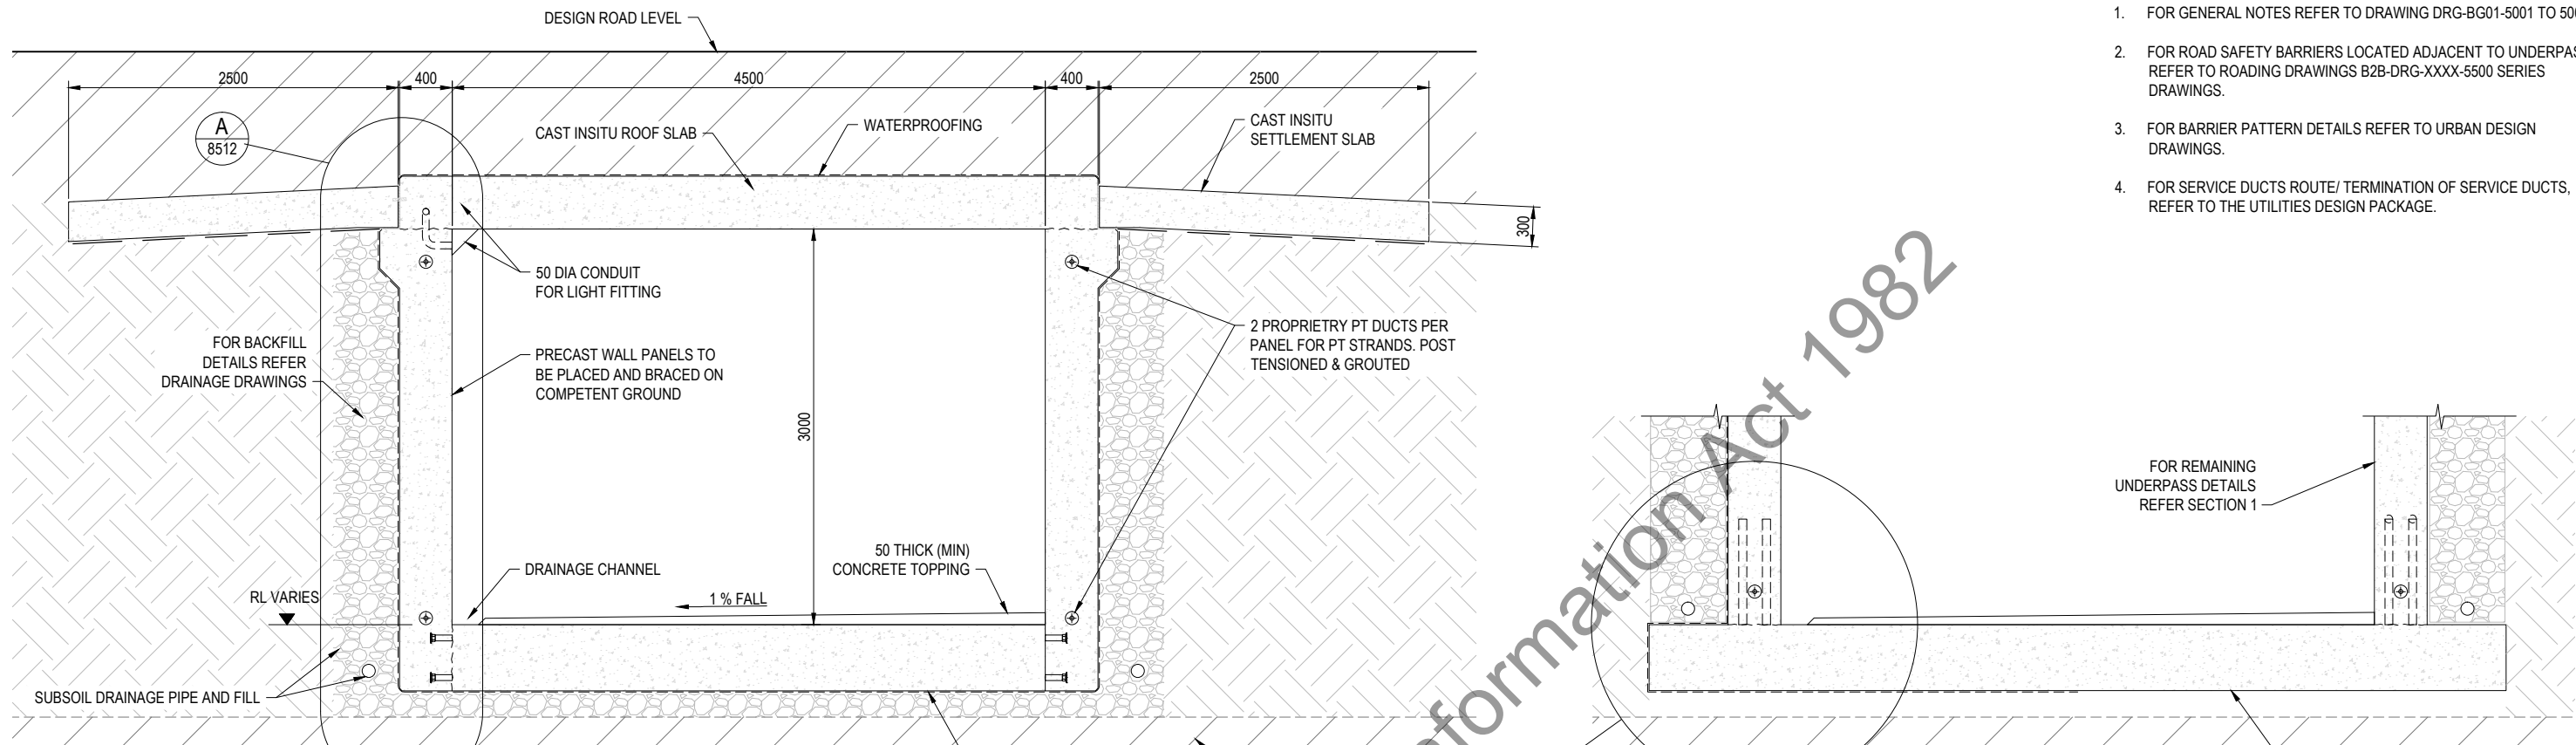 DESIGN ROAD LEVEL
2500
400
4500
400
2500
A
8512
CAST INSITU ROOF SLAB
WATERPROOFING
CAST INSITU
SETTLEMENT SLAB
300
50 DIA CONDUIT
FOR LIGHT FITTING
FOR BACKFILL
DETAILS REFER
DRAINAGE DRAWINGS
PRECAST WALL PANELS TO
BE PLACED AND BRACED ON
COMPETENT GROUND
2 PROPRIETRY PT DUCTS PER
PANEL FOR PT STRANDS. POST
TENSIONED & GROUTED
3000
50 THICK (MIN)
CONCRETE TOPPING
DRAINAGE CHANNEL
1 % FALL
RL VARIES
SUBSOIL DRAINAGE PIPE AND FILL
1. FOR GENERAL NOTES REFER TO DRAWING DRG-BG01-5001 TO
2. FOR ROAD SAFETY BARRIERS LOCATED ADJACENT TO
REFER TO ROADING DRAWINGS B2B-DRG-XXXX-5500 SERIES
DRAWINGS.
3. FOR BARRIER PATTERN DETAILS REFER TO URBAN DESIGN
DRAWINGS.
4. FOR SERVICE DUCTS ROUTE/ TERMINATION OF SERVICE DUCTS,
REFER TO THE UTILITIES DESIGN PACKAGE.
FOR REMAINING
UNDERPASS DETAILS
REFER SECTION 1
formation Act 1982